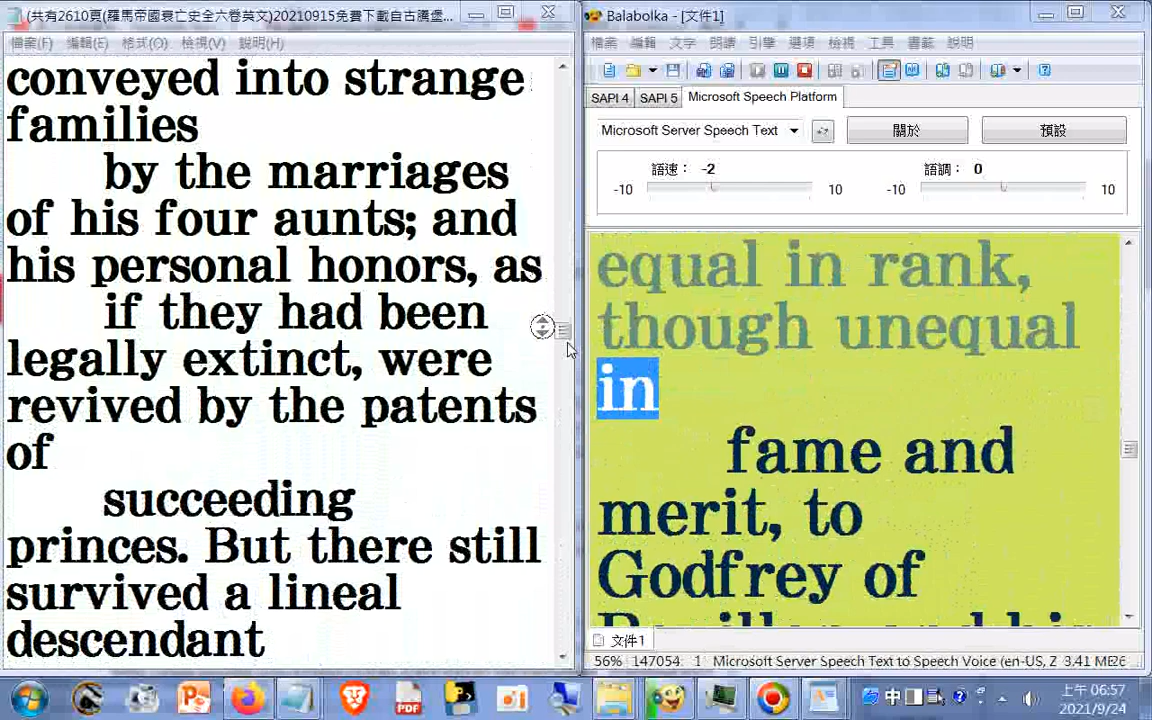 (共有2610頁(羅馬帝國衰亡史全六卷英文)20210915免費下載自古騰堡...
檔案(F) 編輯(E) 格式(O) 檢視(V) 說明(H)
conveyed into strange
families
by the marriages
of his four aunts; and
his personal honors, as
if they had been
legally extinct, were
revived by the patents
of
succeeding
princes. But there still
survived a lineal
descendant
Balabolka - [文件1]
檔案 編輯 文字 朗讀 引擎 選項 檢視 工具 書籤 說明
SAPI 4 SAPI 5 Microsoft Speech Platform
Microsoft Server Speech Text 關於 預設
語速: -2 語調: 0
-10 10 -10 10
equal in rank,
though unequal
in
fame and
merit, to
Godfrey of
文件1
56% 147054: 1 Microsoft Server Speech Text to Speech Voice (en-US, Z 3.41 ME26
PDF 中 上午 06:57
2021/9/24